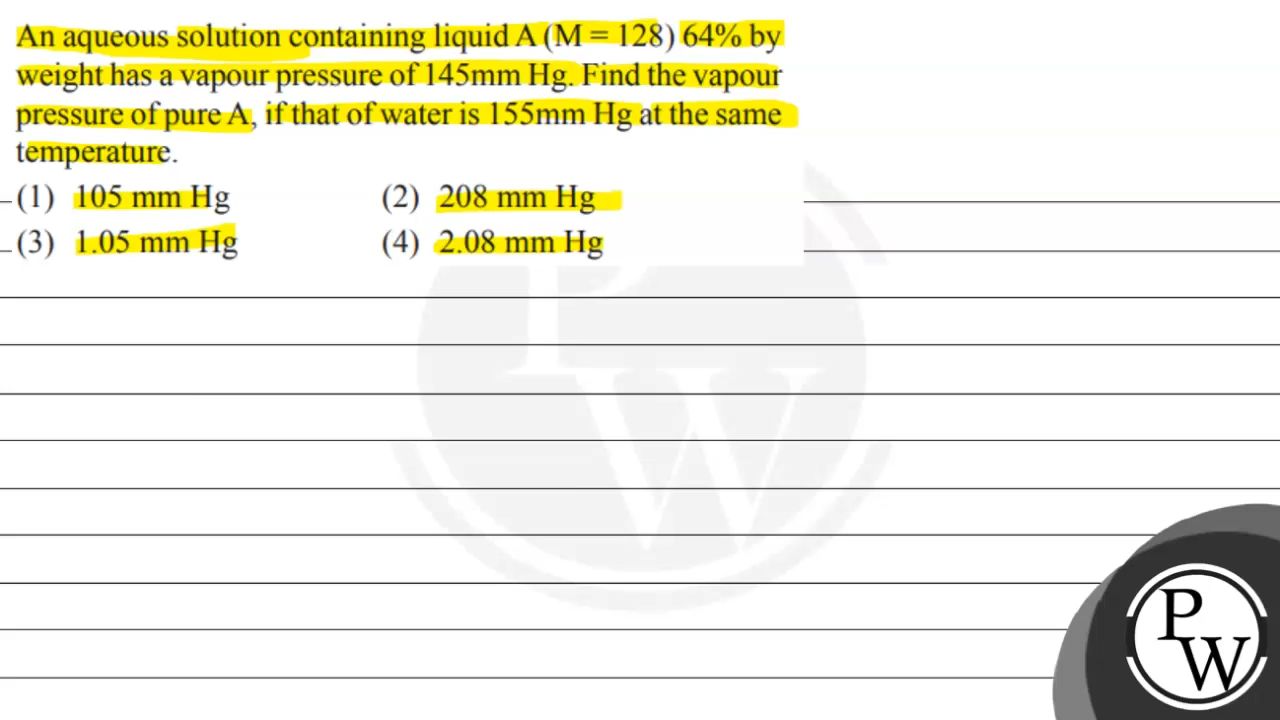 An aqueous solution containing liquid A (M = 128) 64% by
weight has a vapour pressure of 145mm Hg. Find the vapour
pressure of pure A, if that of water is 155mm Hg at the same
temperature.
(1) 105 mm Hg (2) 208 mm Hg
(3) 1.05 mm Hg (4) 2.08 mm Hg
P
W
P
W